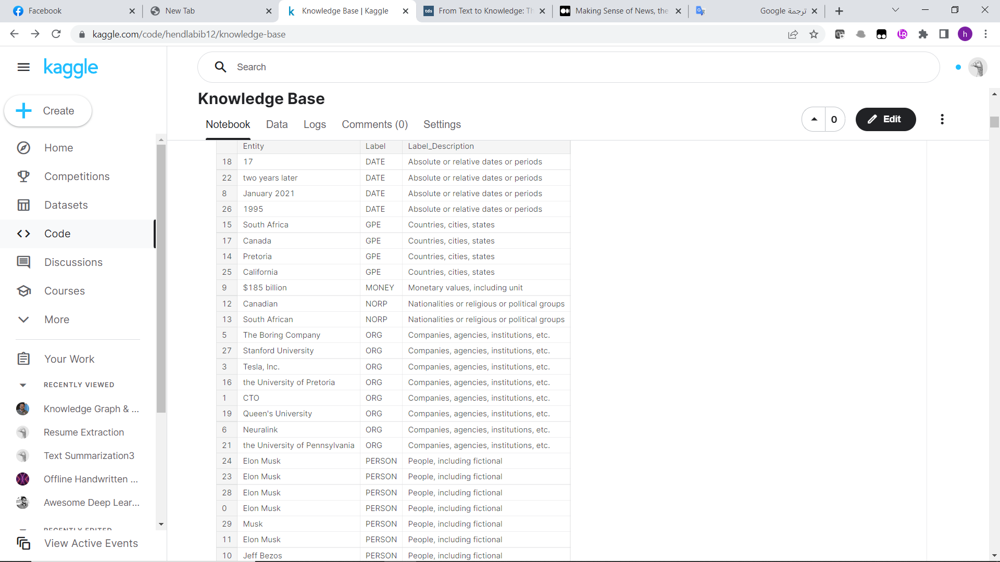 Facebook
New Tab
Knowledge Base | Kaggle
From Text to Knowledge: Th
Making Sense of News, the
ترجمة Google
kaggle.com/code/hendlabib12/knowledge-base
h
kaggle
Search
Create
Knowledge Base
Notebook Data Logs Comments (0) Settings
0
Edit
Home
Competitions
Datasets
Code
Discussions
Courses
More
Your Work
RECENTLY VIEWED
Knowledge Graph & ...
Resume Extraction
Text Summarization3
Offline Handwritten ...
Awesome Deep Lear...
RECENTLY EDITED
View Active Events
Entity Label Label_Description
18 17 DATE Absolute or relative dates or periods
22 two years later DATE Absolute or relative dates or periods
8 January 2021 DATE Absolute or relative dates or periods
26 1995 DATE Absolute or relative dates or periods
15 South Africa GPE Countries, cities, states
17 Canada GPE Countries, cities, states
14 Pretoria GPE Countries, cities, states
25 California GPE Countries, cities, states
9 $185 billion MONEY Monetary values, including unit
12 Canadian NORP Nationalities or religious or political groups
13 South African NORP Nationalities or religious or political groups
5 The Boring Company ORG Companies, agencies, institutions, etc.
27 Stanford University ORG Companies, agencies, institutions, etc.
3 Tesla, Inc. ORG Companies, agencies, institutions, etc.
16 the University of Pretoria ORG Companies, agencies, institutions, etc.
1 CTO ORG Companies, agencies, institutions, etc.
19 Queen's University ORG Companies, agencies, institutions, etc.
6 Neuralink ORG Companies, agencies, institutions, etc.
21 the University of Pennsylvania ORG Companies, agencies, institutions, etc.
24 Elon Musk PERSON People, including fictional
23 Elon Musk PERSON People, including fictional
28 Elon Musk PERSON People, including fictional
0 Elon Musk PERSON People, including fictional
29 Musk PERSON People, including fictional
11 Elon Musk PERSON People, including fictional
10 Jeff Bezos PERSON People, including fictional